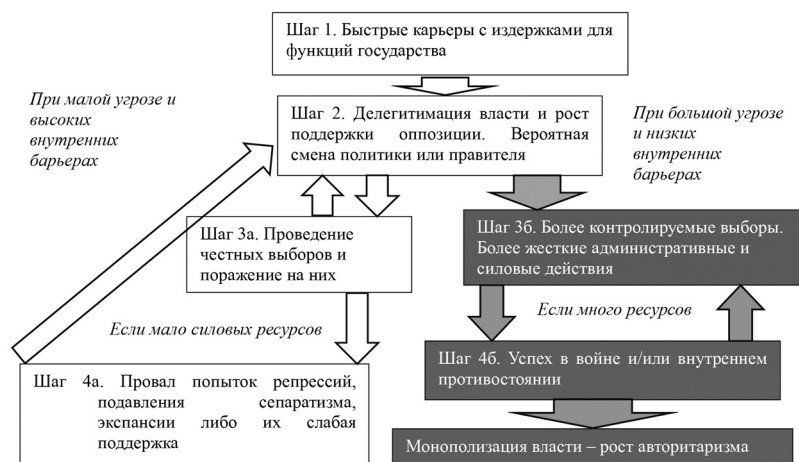 Шаг 1. Быстрые карьеры с издержками для
функций государства
При малой угрозе и
высоких
внутренних
барьерах
Шаг 2. Делегитимация власти и рост
поддержки оппозиции. Вероятная
смена политики или правителя
При большой угрозе
и низких
внутренних
барьерах
Шаг 3а. Проведение
честных выборов и
поражение на них
Шаг 3б. Более контролируемые выборы.
Более жесткие административные и
силовые действия
Если мало силовых ресурсов
Если много ресурсов
Шаг 4а. Провал попыток репрессий,
подавления сепаратизма,
экспансии либо их слабая
поддержка
Шаг 4б. Успех в войне и/или внутреннем
противостоянии
Монополизация власти – рост авторитаризма